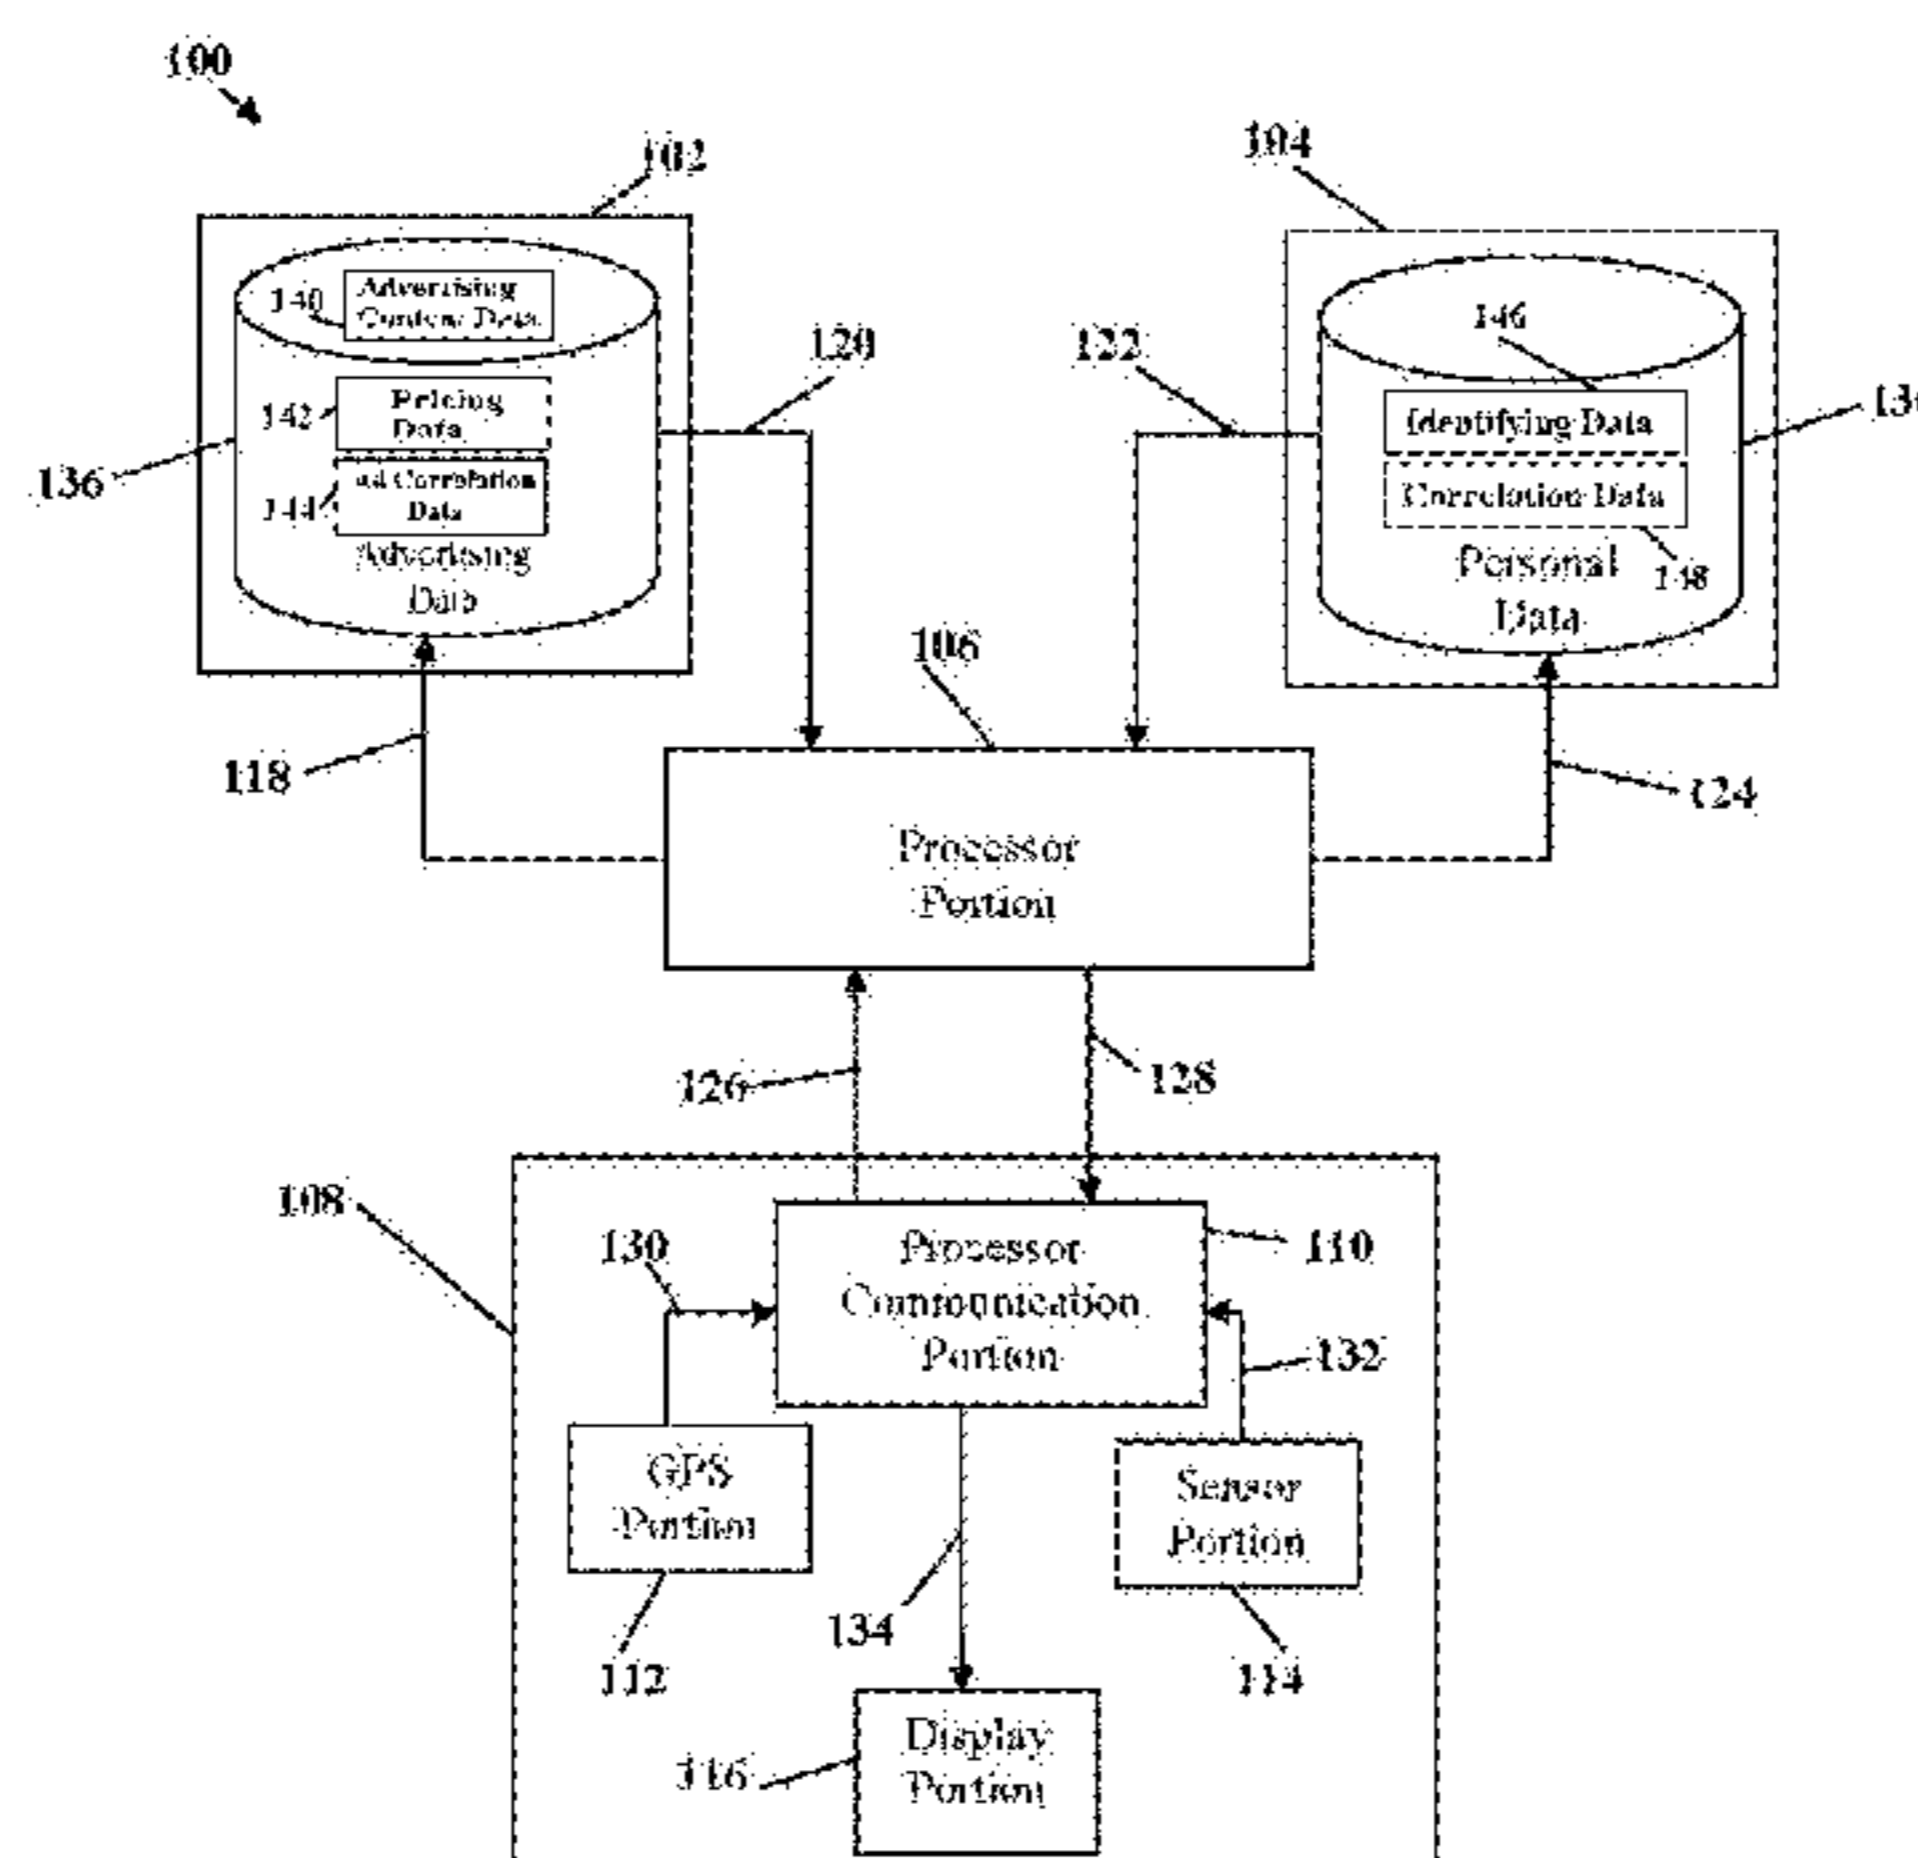 100
102
104
140
Advertising
Content Data
146
120
122
142
Pricing
Data
Identifying Data
136
144
Ad Correlation
Data
Correlation Data
Advertising
Data
Personal
Data
148
106
118
124
Processor
Portion
126
128
108
130
Processor
Communication
Portion
110
132
GPS
Portion
Sensor
Portion
134
112
114
116
Display
Portion